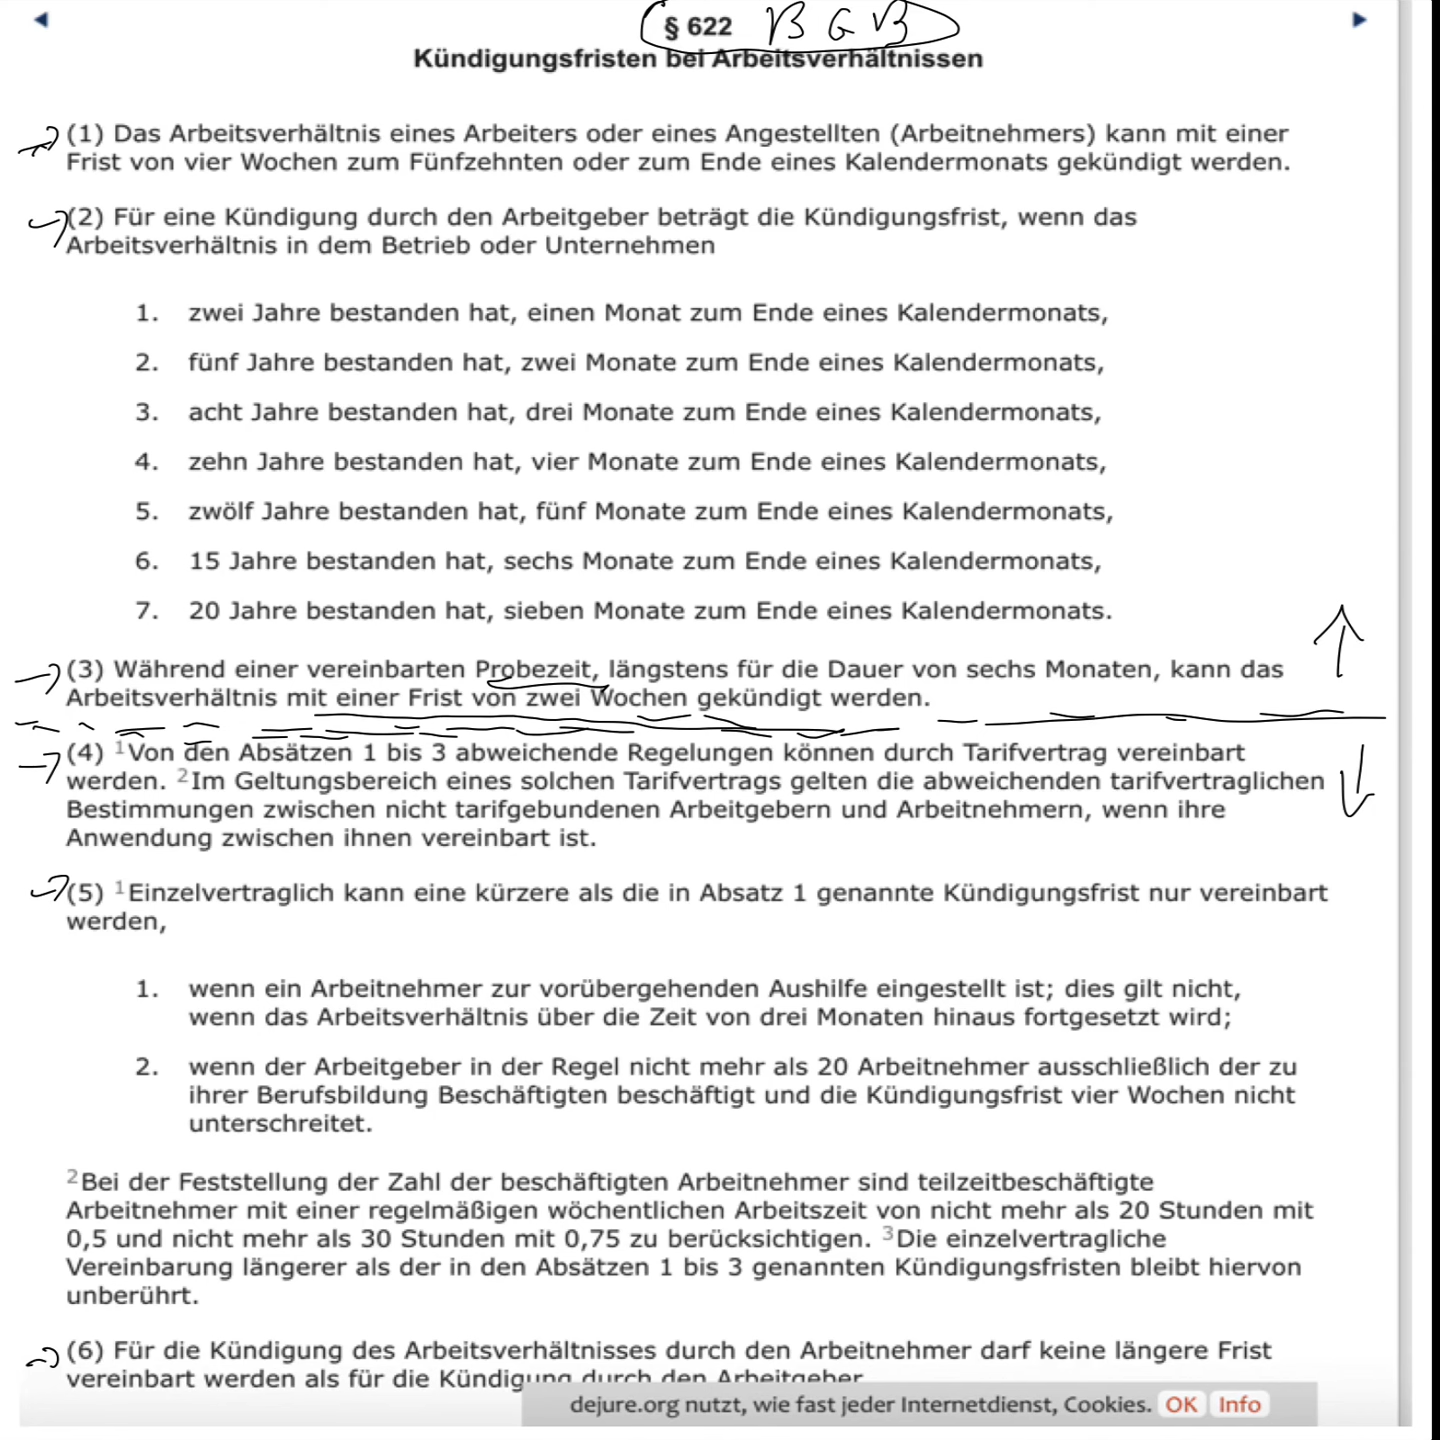 § 622 BGB
Kündigungsfristen bei Arbeitsverhältnissen
(1) Das Arbeitsverhältnis eines Arbeiters oder eines Angestellten (Arbeitnehmers) kann mit einer
Frist von vier Wochen zum Fünfzehnten oder zum Ende eines Kalendermonats gekündigt werden.
(2) Für eine Kündigung durch den Arbeitgeber beträgt die Kündigungsfrist, wenn das
Arbeitsverhältnis in dem Betrieb oder Unternehmen
1. zwei Jahre bestanden hat, einen Monat zum Ende eines Kalendermonats,
2. fünf Jahre bestanden hat, zwei Monate zum Ende eines Kalendermonats,
3. acht Jahre bestanden hat, drei Monate zum Ende eines Kalendermonats,
4. zehn Jahre bestanden hat, vier Monate zum Ende eines Kalendermonats,
5. zwölf Jahre bestanden hat, fünf Monate zum Ende eines Kalendermonats,
6. 15 Jahre bestanden hat, sechs Monate zum Ende eines Kalendermonats,
7. 20 Jahre bestanden hat, sieben Monate zum Ende eines Kalendermonats.
(3) Während einer vereinbarten Probezeit, längstens für die Dauer von sechs Monaten, kann das
Arbeitsverhältnis mit einer Frist von zwei Wochen gekündigt werden.
(4) ¹Von den Absätzen 1 bis 3 abweichende Regelungen können durch Tarifvertrag vereinbart
werden. ²Im Geltungsbereich eines solchen Tarifvertrags gelten die abweichenden tarifvertraglichen
Bestimmungen zwischen nicht tarifgebundenen Arbeitgebern und Arbeitnehmern, wenn ihre
Anwendung zwischen ihnen vereinbart ist.
(5) ¹Einzelvertraglich kann eine kürzere als die in Absatz 1 genannte Kündigungsfrist nur vereinbart
werden,
1. wenn ein Arbeitnehmer zur vorübergehenden Aushilfe eingestellt ist; dies gilt nicht,
wenn das Arbeitsverhältnis über die Zeit von drei Monaten hinaus fortgesetzt wird;
2. wenn der Arbeitgeber in der Regel nicht mehr als 20 Arbeitnehmer ausschließlich der zu
ihrer Berufsbildung Beschäftigten beschäftigt und die Kündigungsfrist vier Wochen nicht
unterschreitet.
²Bei der Feststellung der Zahl der beschäftigten Arbeitnehmer sind teilzeitbeschäftigte
Arbeitnehmer mit einer regelmäßigen wöchentlichen Arbeitszeit von nicht mehr als 20 Stunden mit
0,5 und nicht mehr als 30 Stunden mit 0,75 zu berücksichtigen. ³Die einzelvertragliche
Vereinbarung längerer als der in den Absätzen 1 bis 3 genannten Kündigungsfristen bleibt hiervon
unberührt.
(6) Für die Kündigung des Arbeitsverhältnisses durch den Arbeitnehmer darf keine längere Frist
vereinbart werden als für die Kündigung durch den Arbeitgeber
dejure.org nutzt, wie fast jeder Internetdienst, Cookies. OK Info